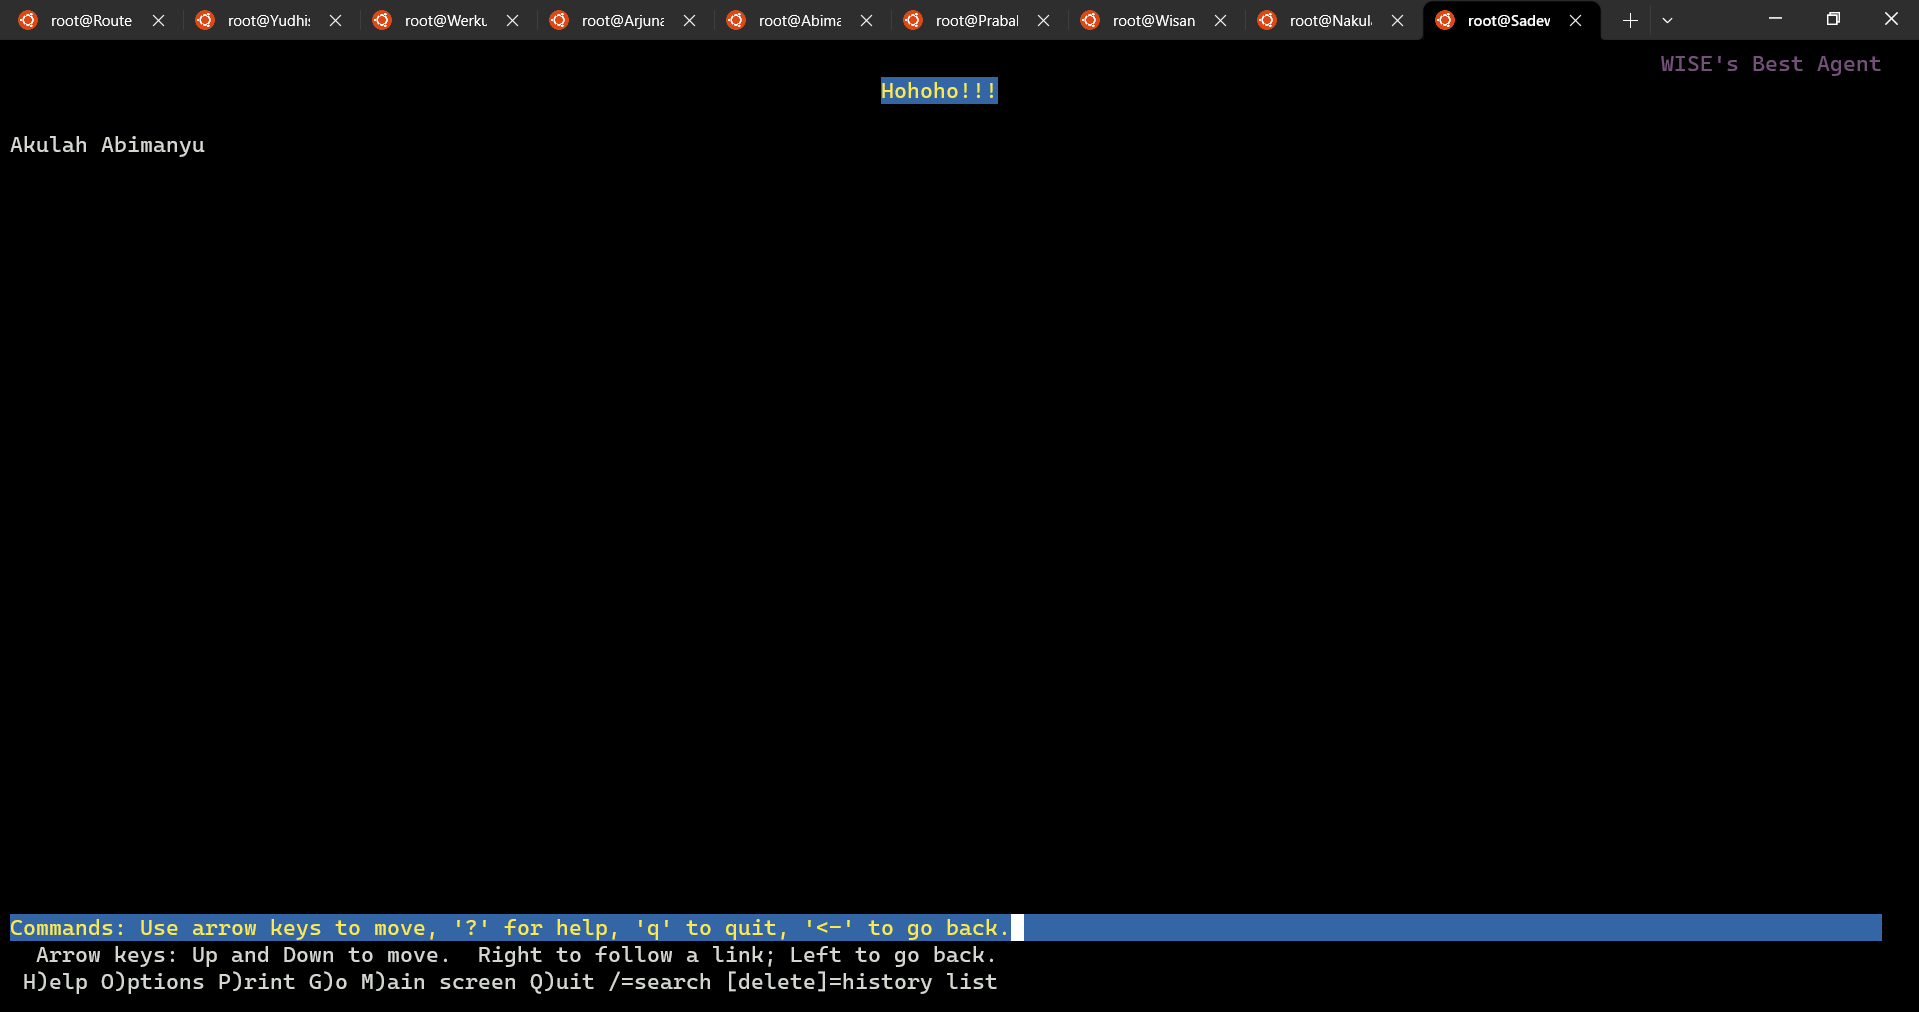 root@Route root@Yudhi root@Werku root@Arjuna root@Abima root@Prabal root@Wisan root@Nakul root@Sadev
WISE's Best Agent
Hohoho!!!
Akulah Abimanyu
Commands: Use arrow keys to move, '?' for help, 'q' to quit, '<-' to go back.
Arrow keys: Up and Down to move.  Right to follow a link; Left to go back.
H)elp O)ptions P)rint G)o M)ain screen Q)uit /=search [delete]=history list